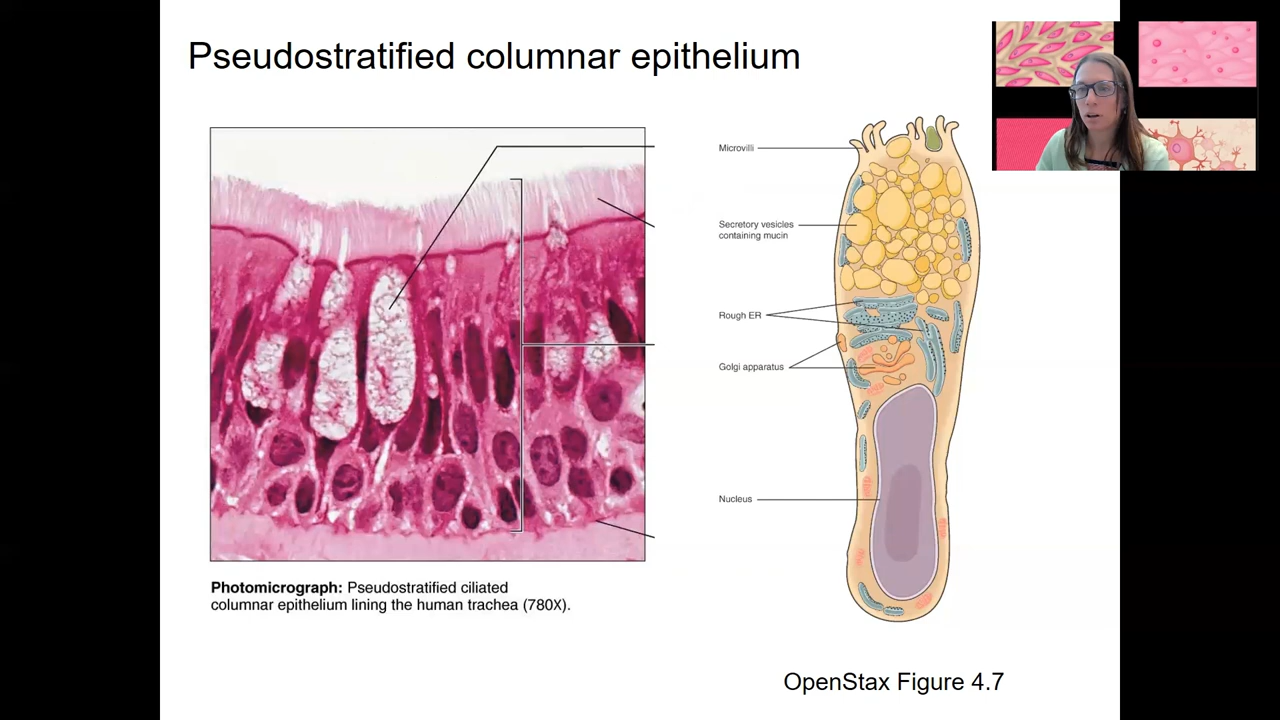 Pseudostratified columnar epithelium
Microvilli
Secretory vesicles
containing mucin
Rough ER
Golgi apparatus
Nucleus
Photomicrograph: Pseudostratified ciliated
columnar epithelium lining the human trachea (780X).
OpenStax Figure 4.7